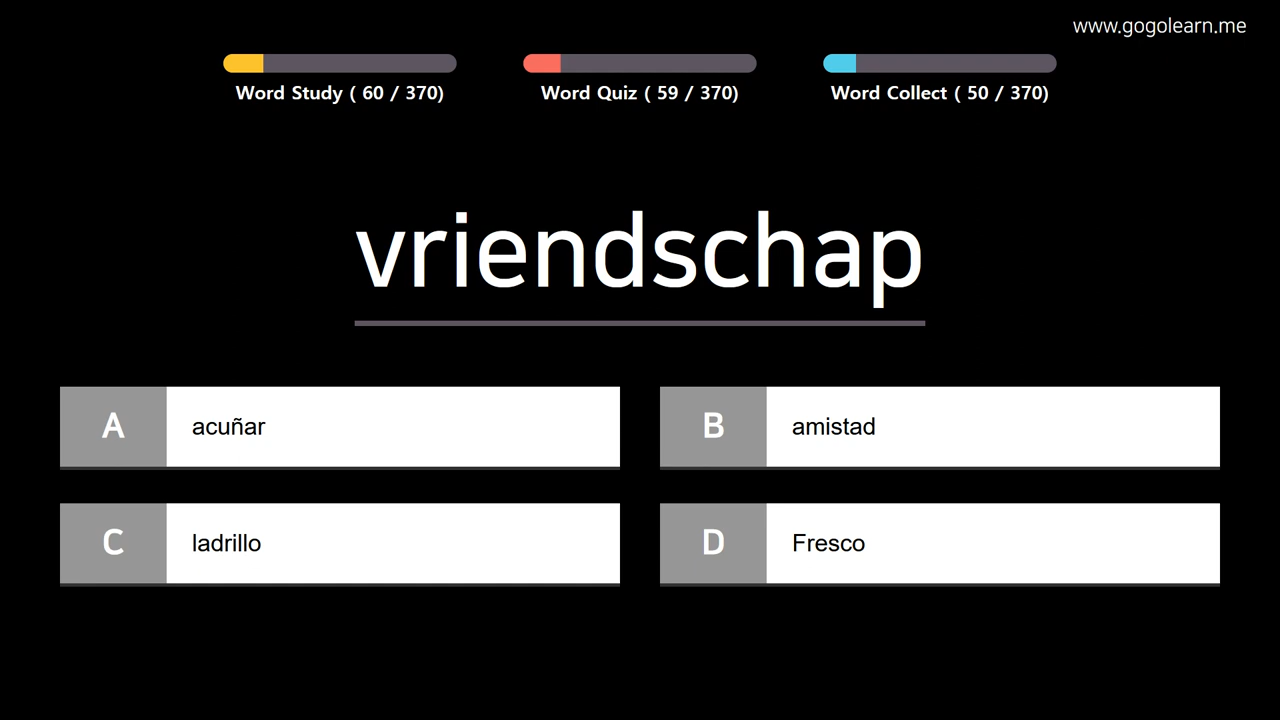 www.gogolearn.me
Word Study ( 60 / 370)
Word Quiz ( 59 / 370)
Word Collect ( 50 / 370)
vriendschap
A acuñar
B amistad
C ladrillo
D Fresco